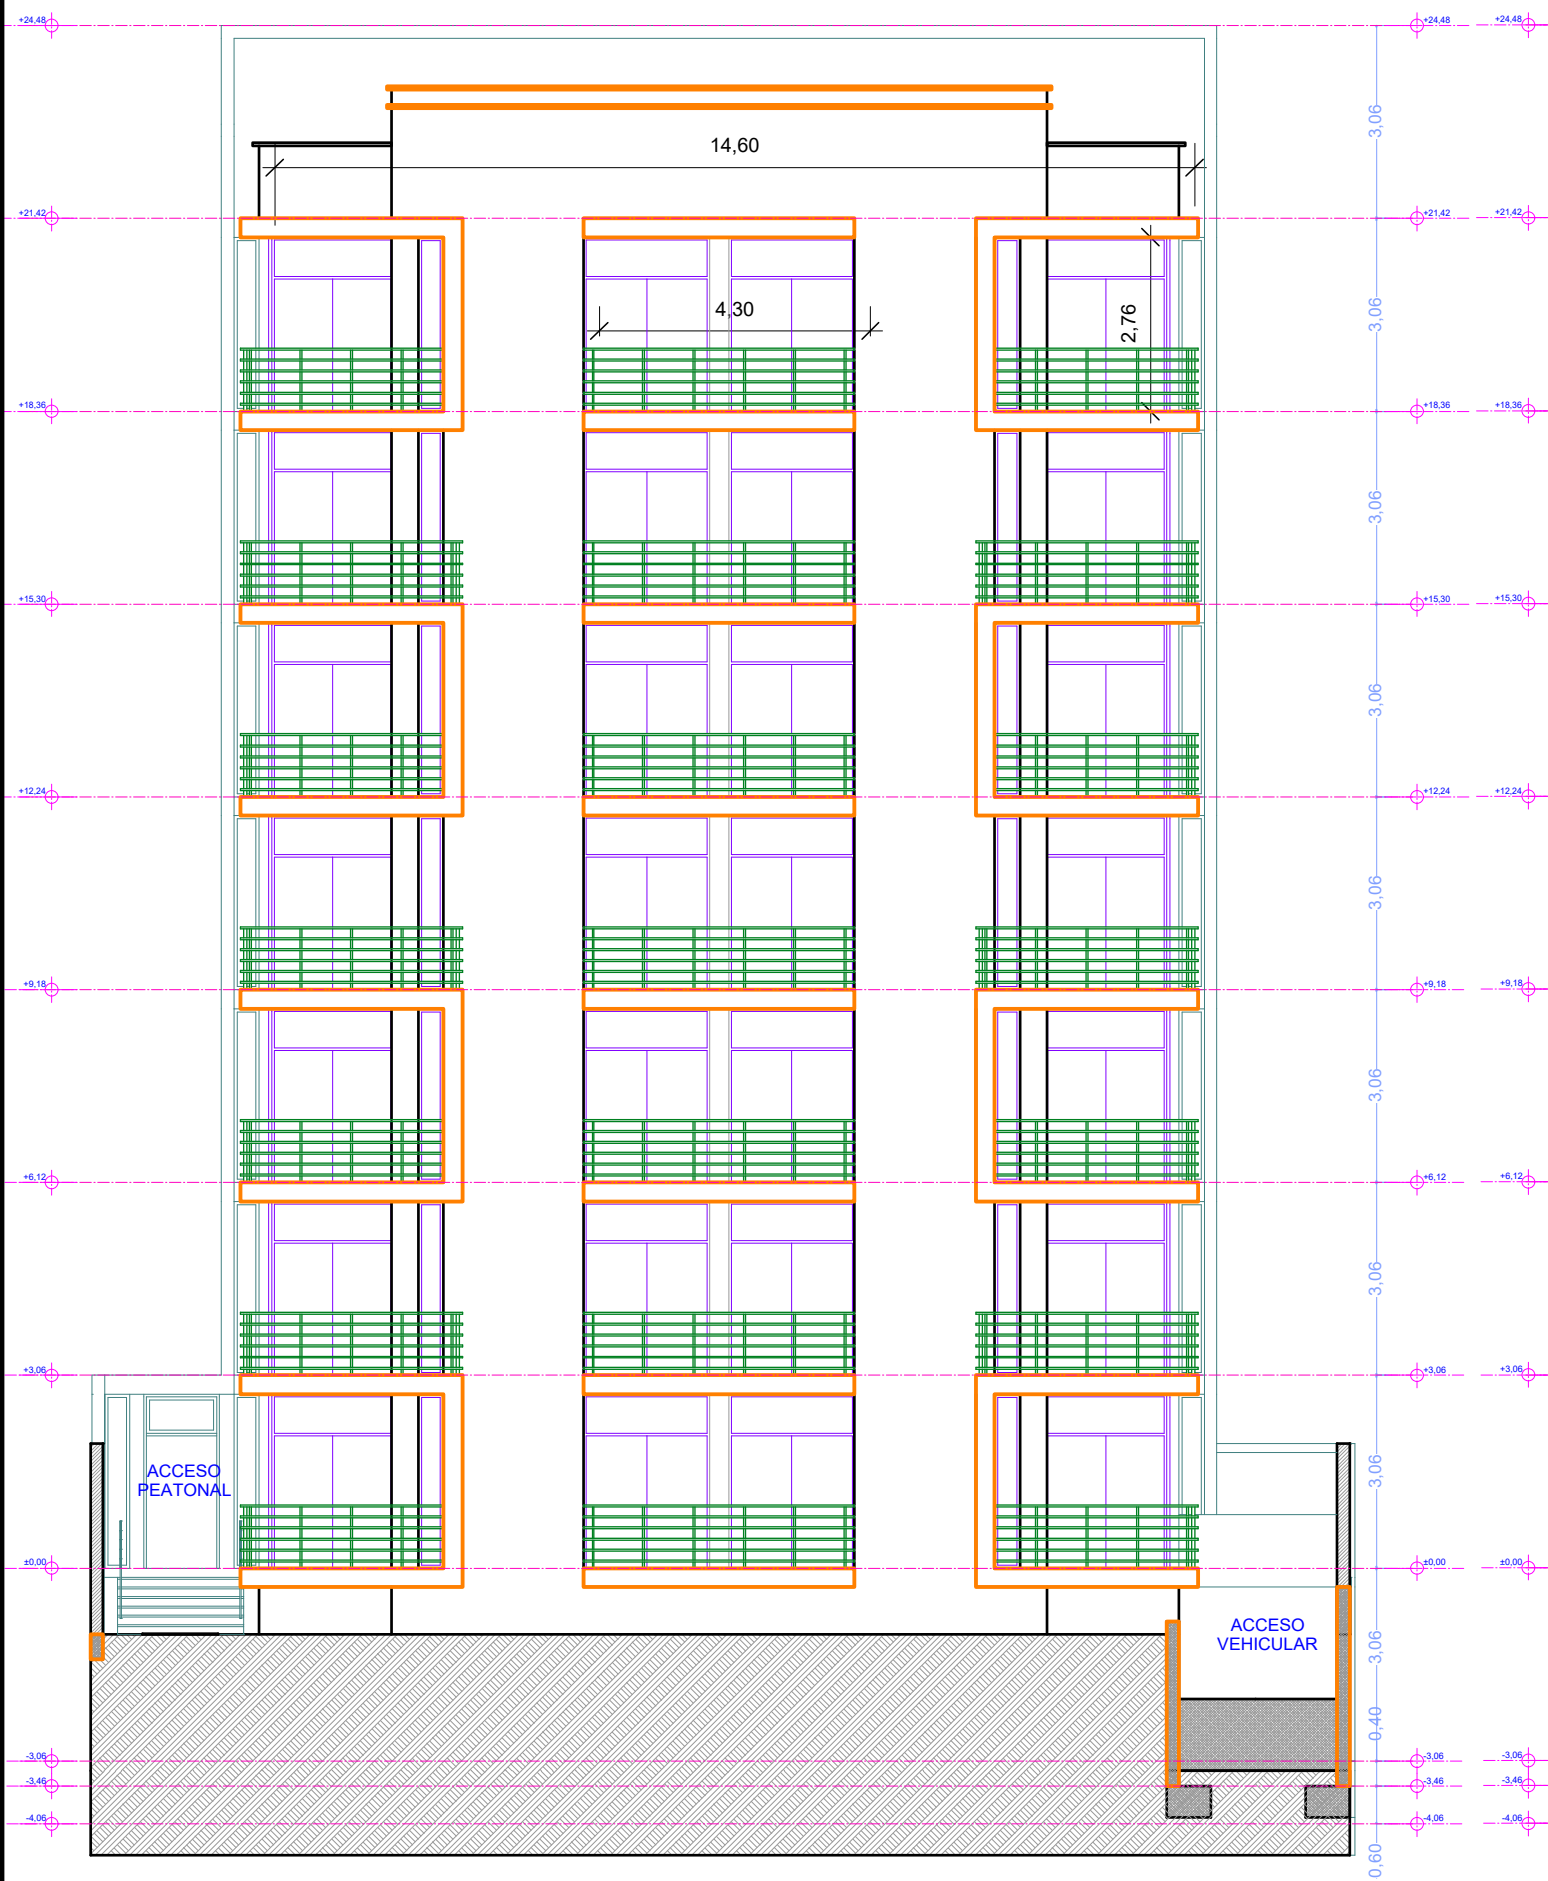 +24,48 +24,48 +24,48
3,06
14,60
+21,42 +21,42 +21,42
4,30
2,76
3,06
+18,36 +18,36 +18,36
3,06
+15,30 +15,30 +15,30
3,06
+12,24 +12,24 +12,24
3,06
+9,18 +9,18 +9,18
3,06
+6,12 +6,12 +6,12
3,06
+3,06 +3,06 +3,06
3,06
ACCESO
PEATONAL
±0,00 ±0,00 ±0,00
ACCESO
VEHICULAR
3,06
0,40
-3,06 -3,06 -3,06
-3,46 -3,46 -3,46
-4,06 -4,06 -4,06
0,60